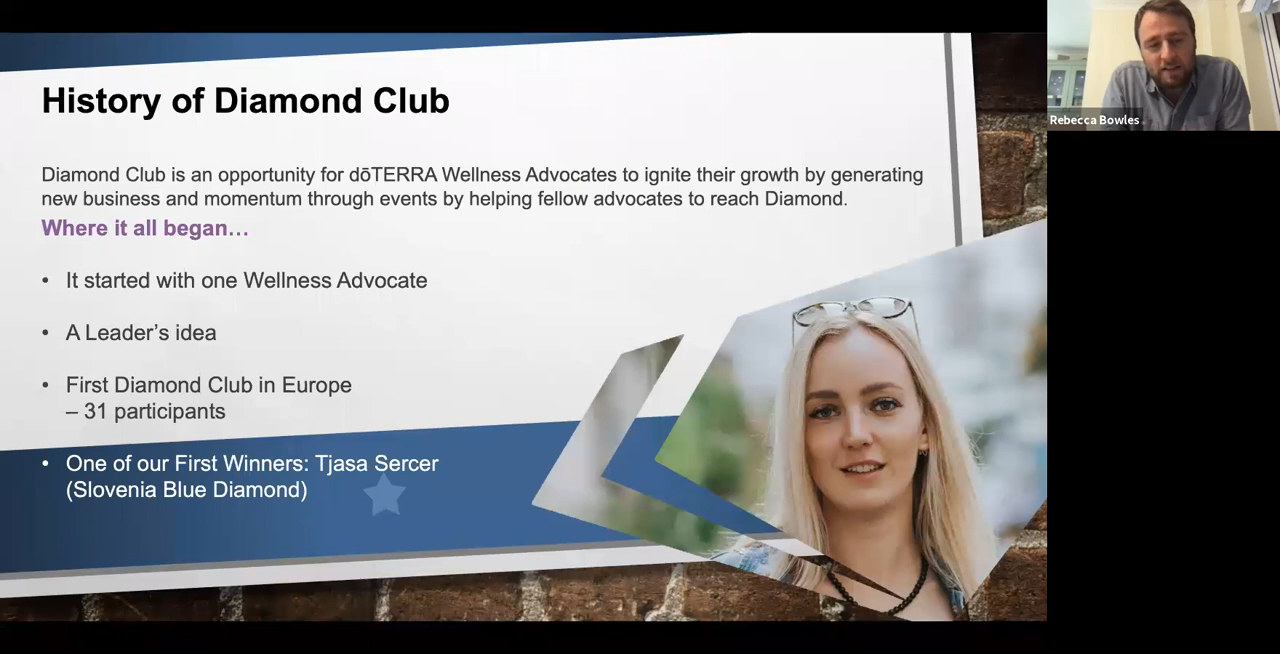 History of Diamond Club
Diamond Club is an opportunity for dōTERRA Wellness Advocates to ignite their growth by generating
new business and momentum through events by helping fellow advocates to reach Diamond.
Where it all began…
• It started with one Wellness Advocate
• A Leader’s idea
• First Diamond Club in Europe
– 31 participants
• One of our First Winners: Tjasa Sercer
(Slovenia Blue Diamond)
Rebecca Bowles